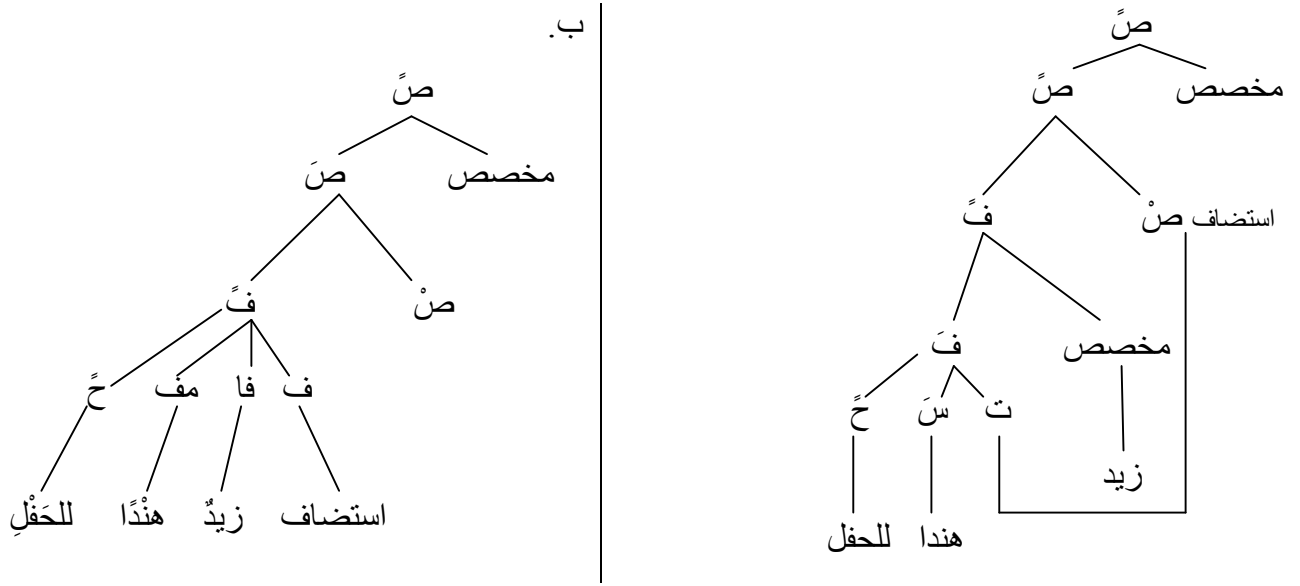 صً
مخصص صً
استضاف صْ فً
مخصص فَ
ت سَ حً
زيد
هندا للحفل
ب.
صً
مخصص صَ
صْ فً
ف فا مف حً
استضاف زيدٌ هنْدًا للحَفْلِ